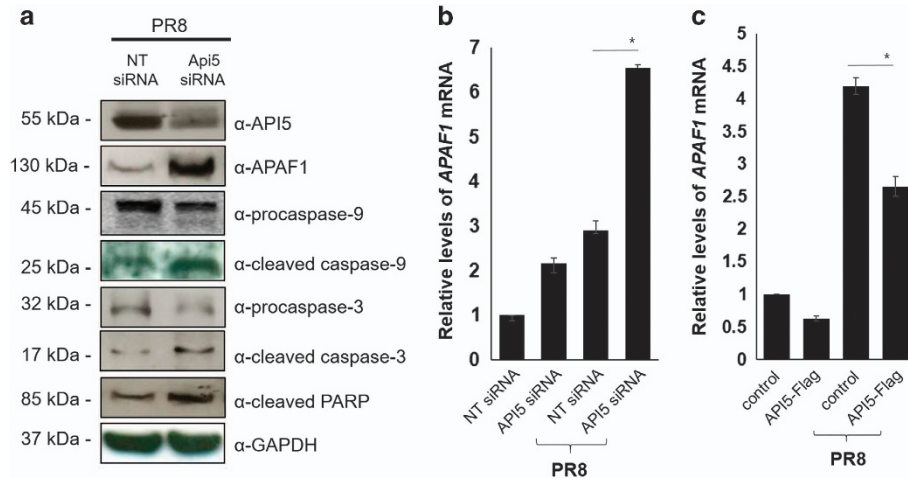 a
PR8
NT siRNA
Api5 siRNA
55 kDa - α-API5
130 kDa - α-APAF1
45 kDa - α-procaspase-9
25 kDa - α-cleaved caspase-9
32 kDa - α-procaspase-3
17 kDa - α-cleaved caspase-3
85 kDa - α-cleaved PARP
37 kDa - α-GAPDH
b
Relative levels of APAF1 mRNA
7
6
5
4
3
2
1
0
*
NT siRNA
API5 siRNA
NT siRNA
API5 siRNA
PR8
c
Relative levels of APAF1 mRNA
5
4.5
4
3.5
3
2.5
2
1.5
1
0.5
0
*
control
API5-Flag
control
API5-Flag
PR8